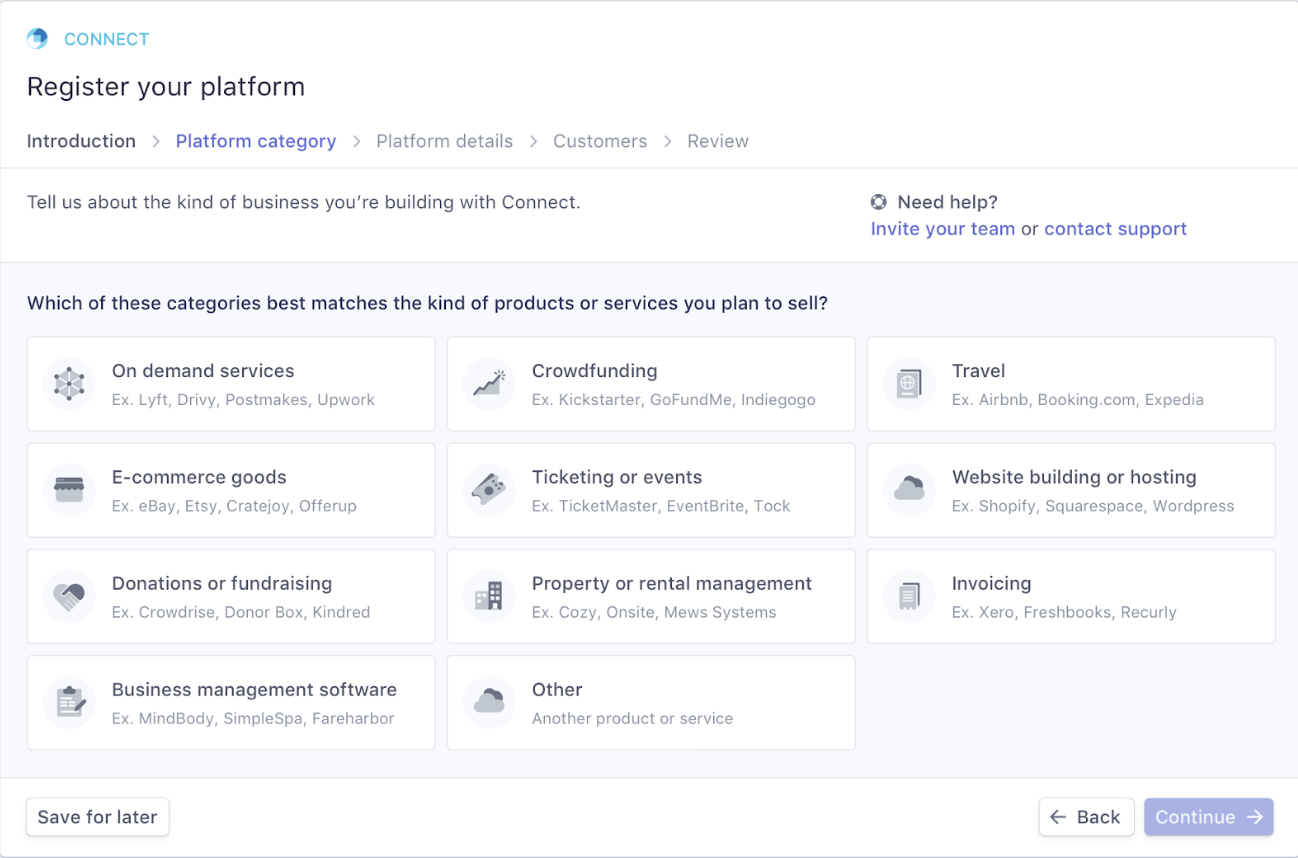 CONNECT
Register your platform
Introduction > Platform category > Platform details > Customers > Review
Tell us about the kind of business you’re building with Connect.
Need help?
Invite your team or contact support
Which of these categories best matches the kind of products or services you plan to sell?
On demand services
Ex. Lyft, Drivy, Postmakes, Upwork
Crowdfunding
Ex. Kickstarter, GoFundMe, Indiegogo
Travel
Ex. Airbnb, Booking.com, Expedia
E-commerce goods
Ex. eBay, Etsy, Cratejoy, Offerup
Ticketing or events
Ex. TicketMaster, EventBrite, Tock
Website building or hosting
Ex. Shopify, Squarespace, Wordpress
Donations or fundraising
Ex. Crowdrise, Donor Box, Kindred
Property or rental management
Ex. Cozy, Onsite, Mews Systems
Invoicing
Ex. Xero, Freshbooks, Recurly
Business management software
Ex. MindBody, SimpleSpa, Fareharbor
Other
Another product or service
Save for later
← Back
Continue →